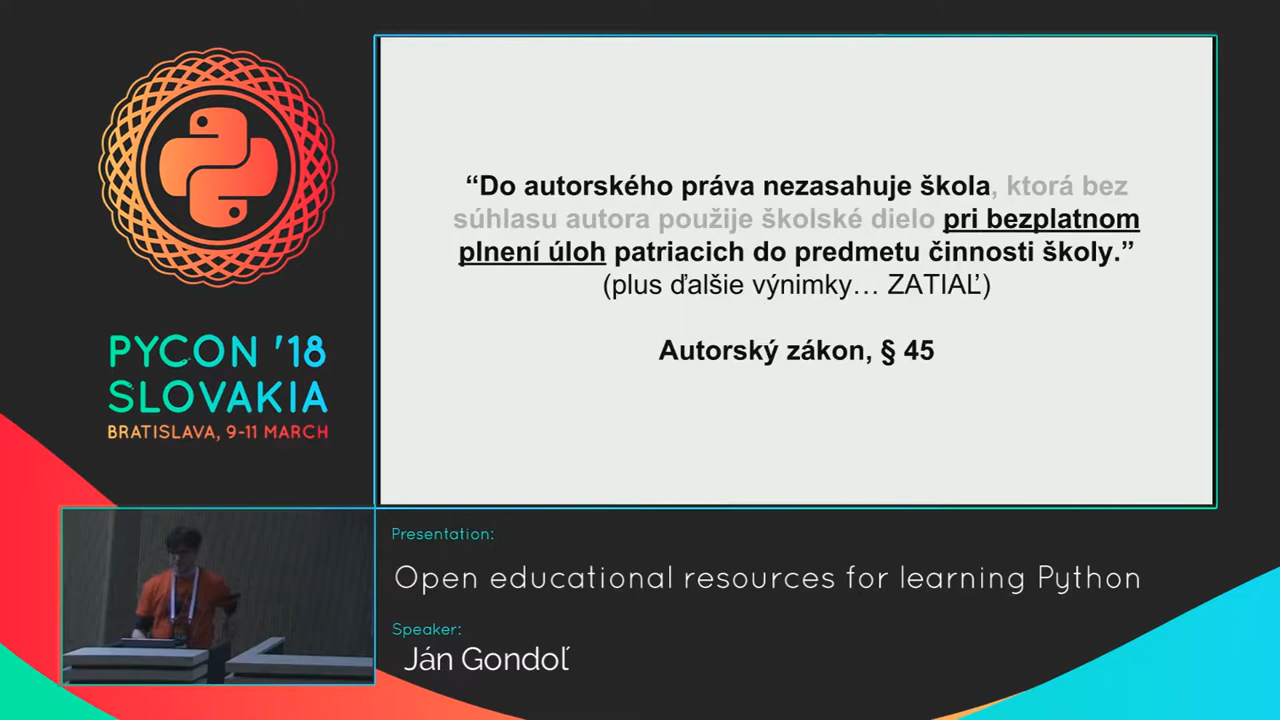 “Do autorského práva nezasahuje škola, ktorá bez
súhlasu autora použije školské dielo pri bezplatnom
plnení úloh patriacich do predmetu činnosti školy.”
(plus ďalšie výnimky… ZATIAĽ)
Autorský zákon, § 45
PYCON '18
SLOVAKIA
BRATISLAVA, 9-11 MARCH
Presentation:
Open educational resources for learning Python
Speaker:
Ján Gondoľ